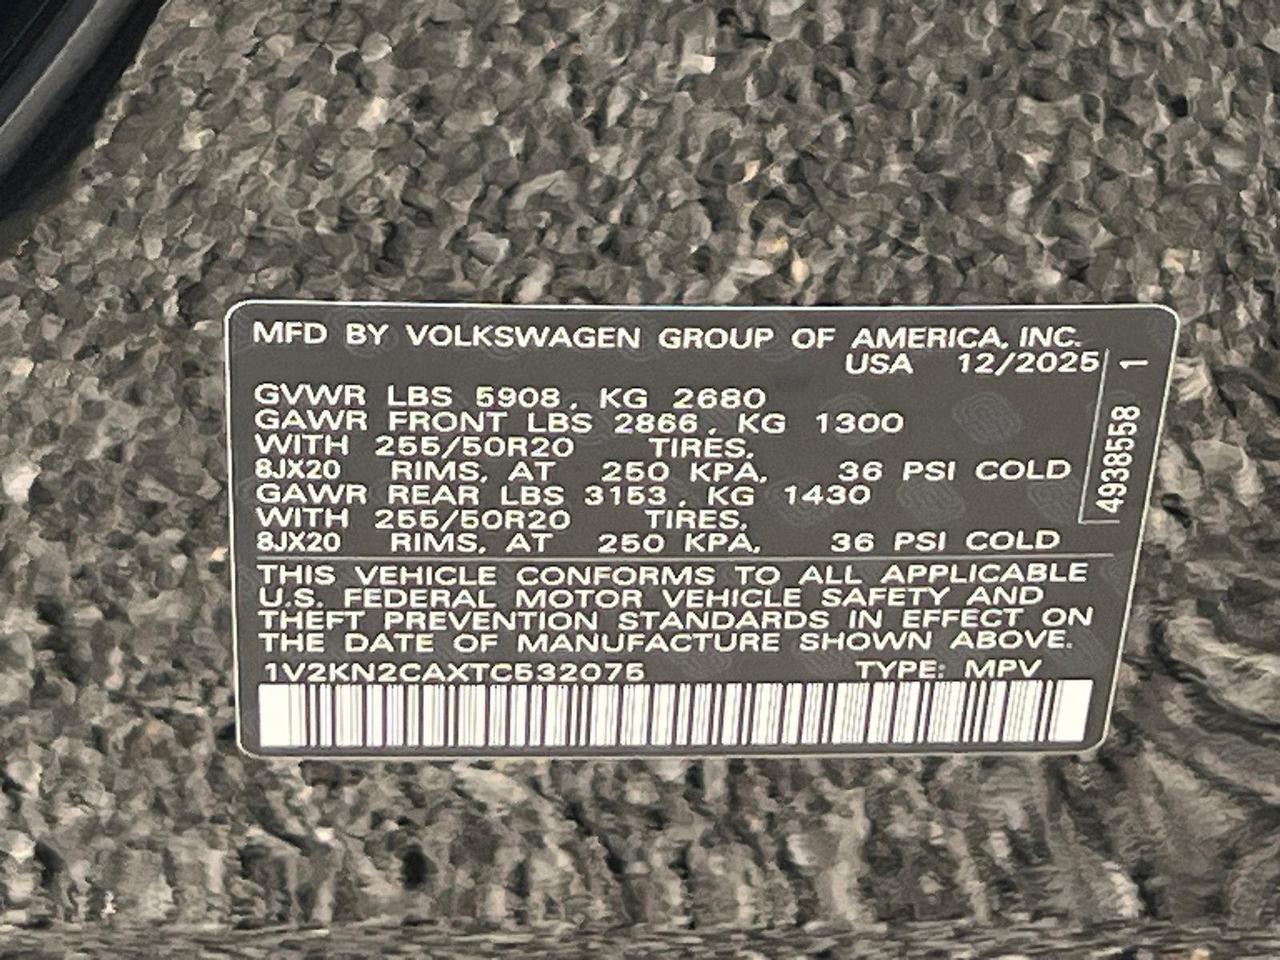 MFD BY VOLKSWAGEN GROUP OF AMERICA, INC.
USA 12/2025
GVWR LBS 5908, KG 2680
GAWR FRONT LBS 2866, KG 1300
WITH 255/50R20 TIRES,
8JX20 RIMS, AT 250 KPA, 36 PSI COLD
GAWR REAR LBS 3153, KG 1430
WITH 255/50R20 TIRES,
8JX20 RIMS, AT 250 KPA, 36 PSI COLD
THIS VEHICLE CONFORMS TO ALL APPLICABLE
U.S. FEDERAL MOTOR VEHICLE SAFETY AND
THEFT PREVENTION STANDARDS IN EFFECT ON
THE DATE OF MANUFACTURE SHOWN ABOVE.
1V2KN2CAXTC532075 TYPE: MPV
4938558 1